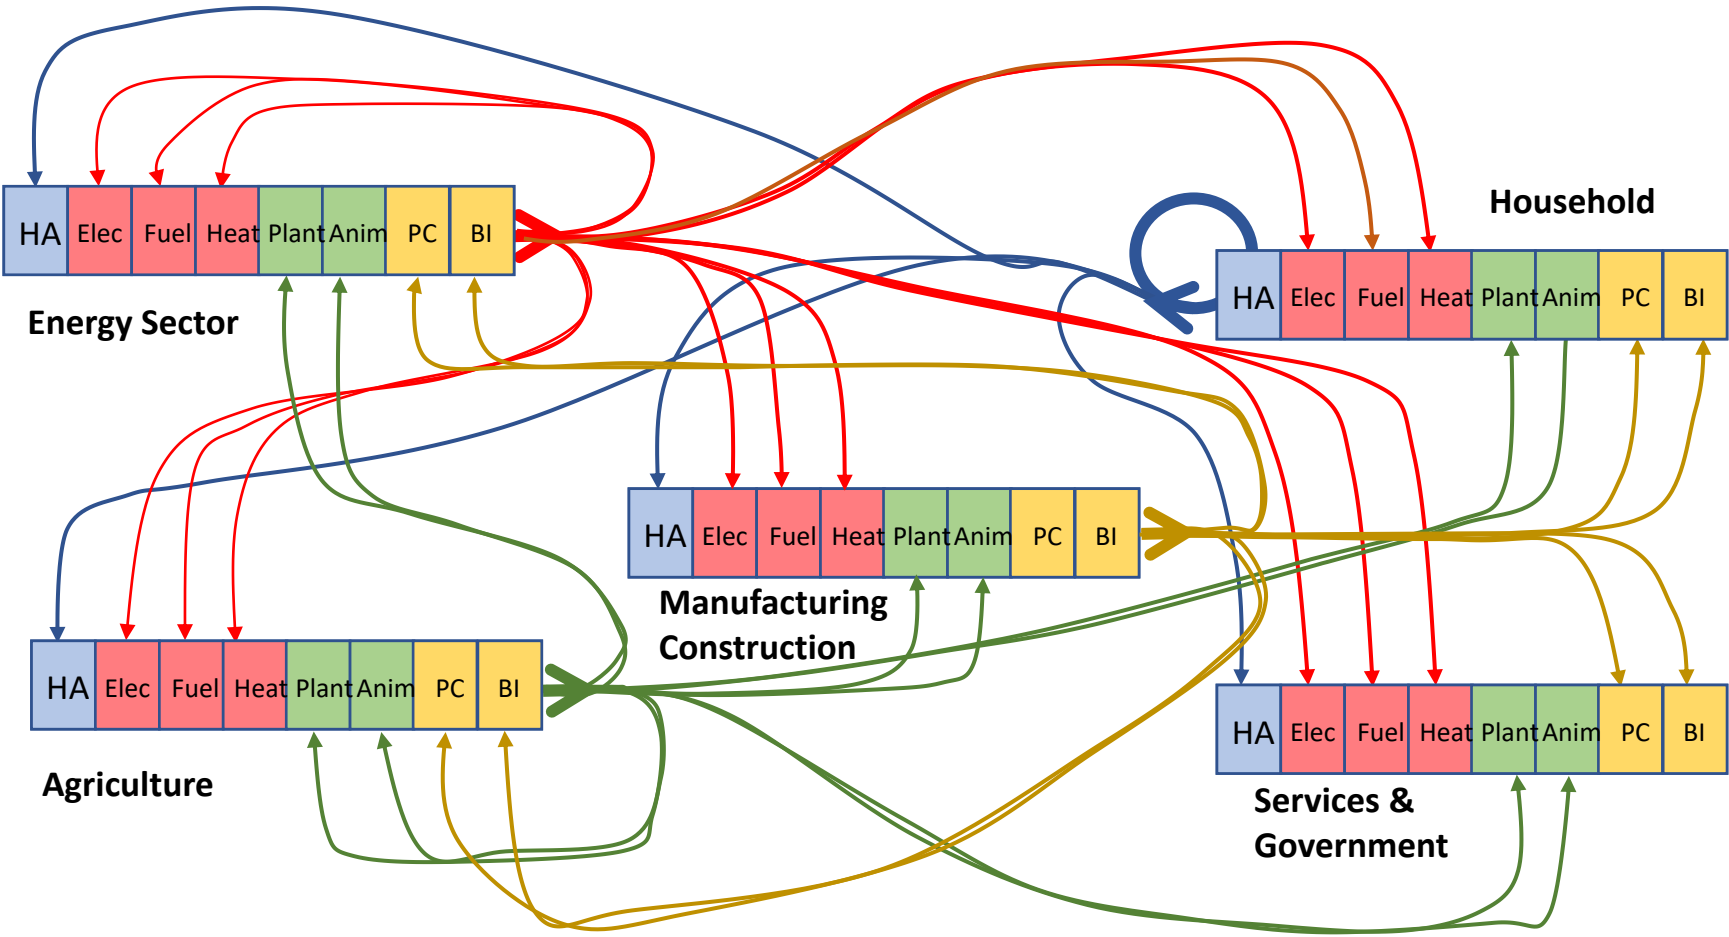 HA Elec Fuel Heat Plant Anim PC BI
Energy Sector
Household
HA Elec Fuel Heat Plant Anim PC BI
HA Elec Fuel Heat Plant Anim PC BI
Manufacturing
Construction
HA Elec Fuel Heat Plant Anim PC BI
Agriculture
HA Elec Fuel Heat Plant Anim PC BI
Services &
Government